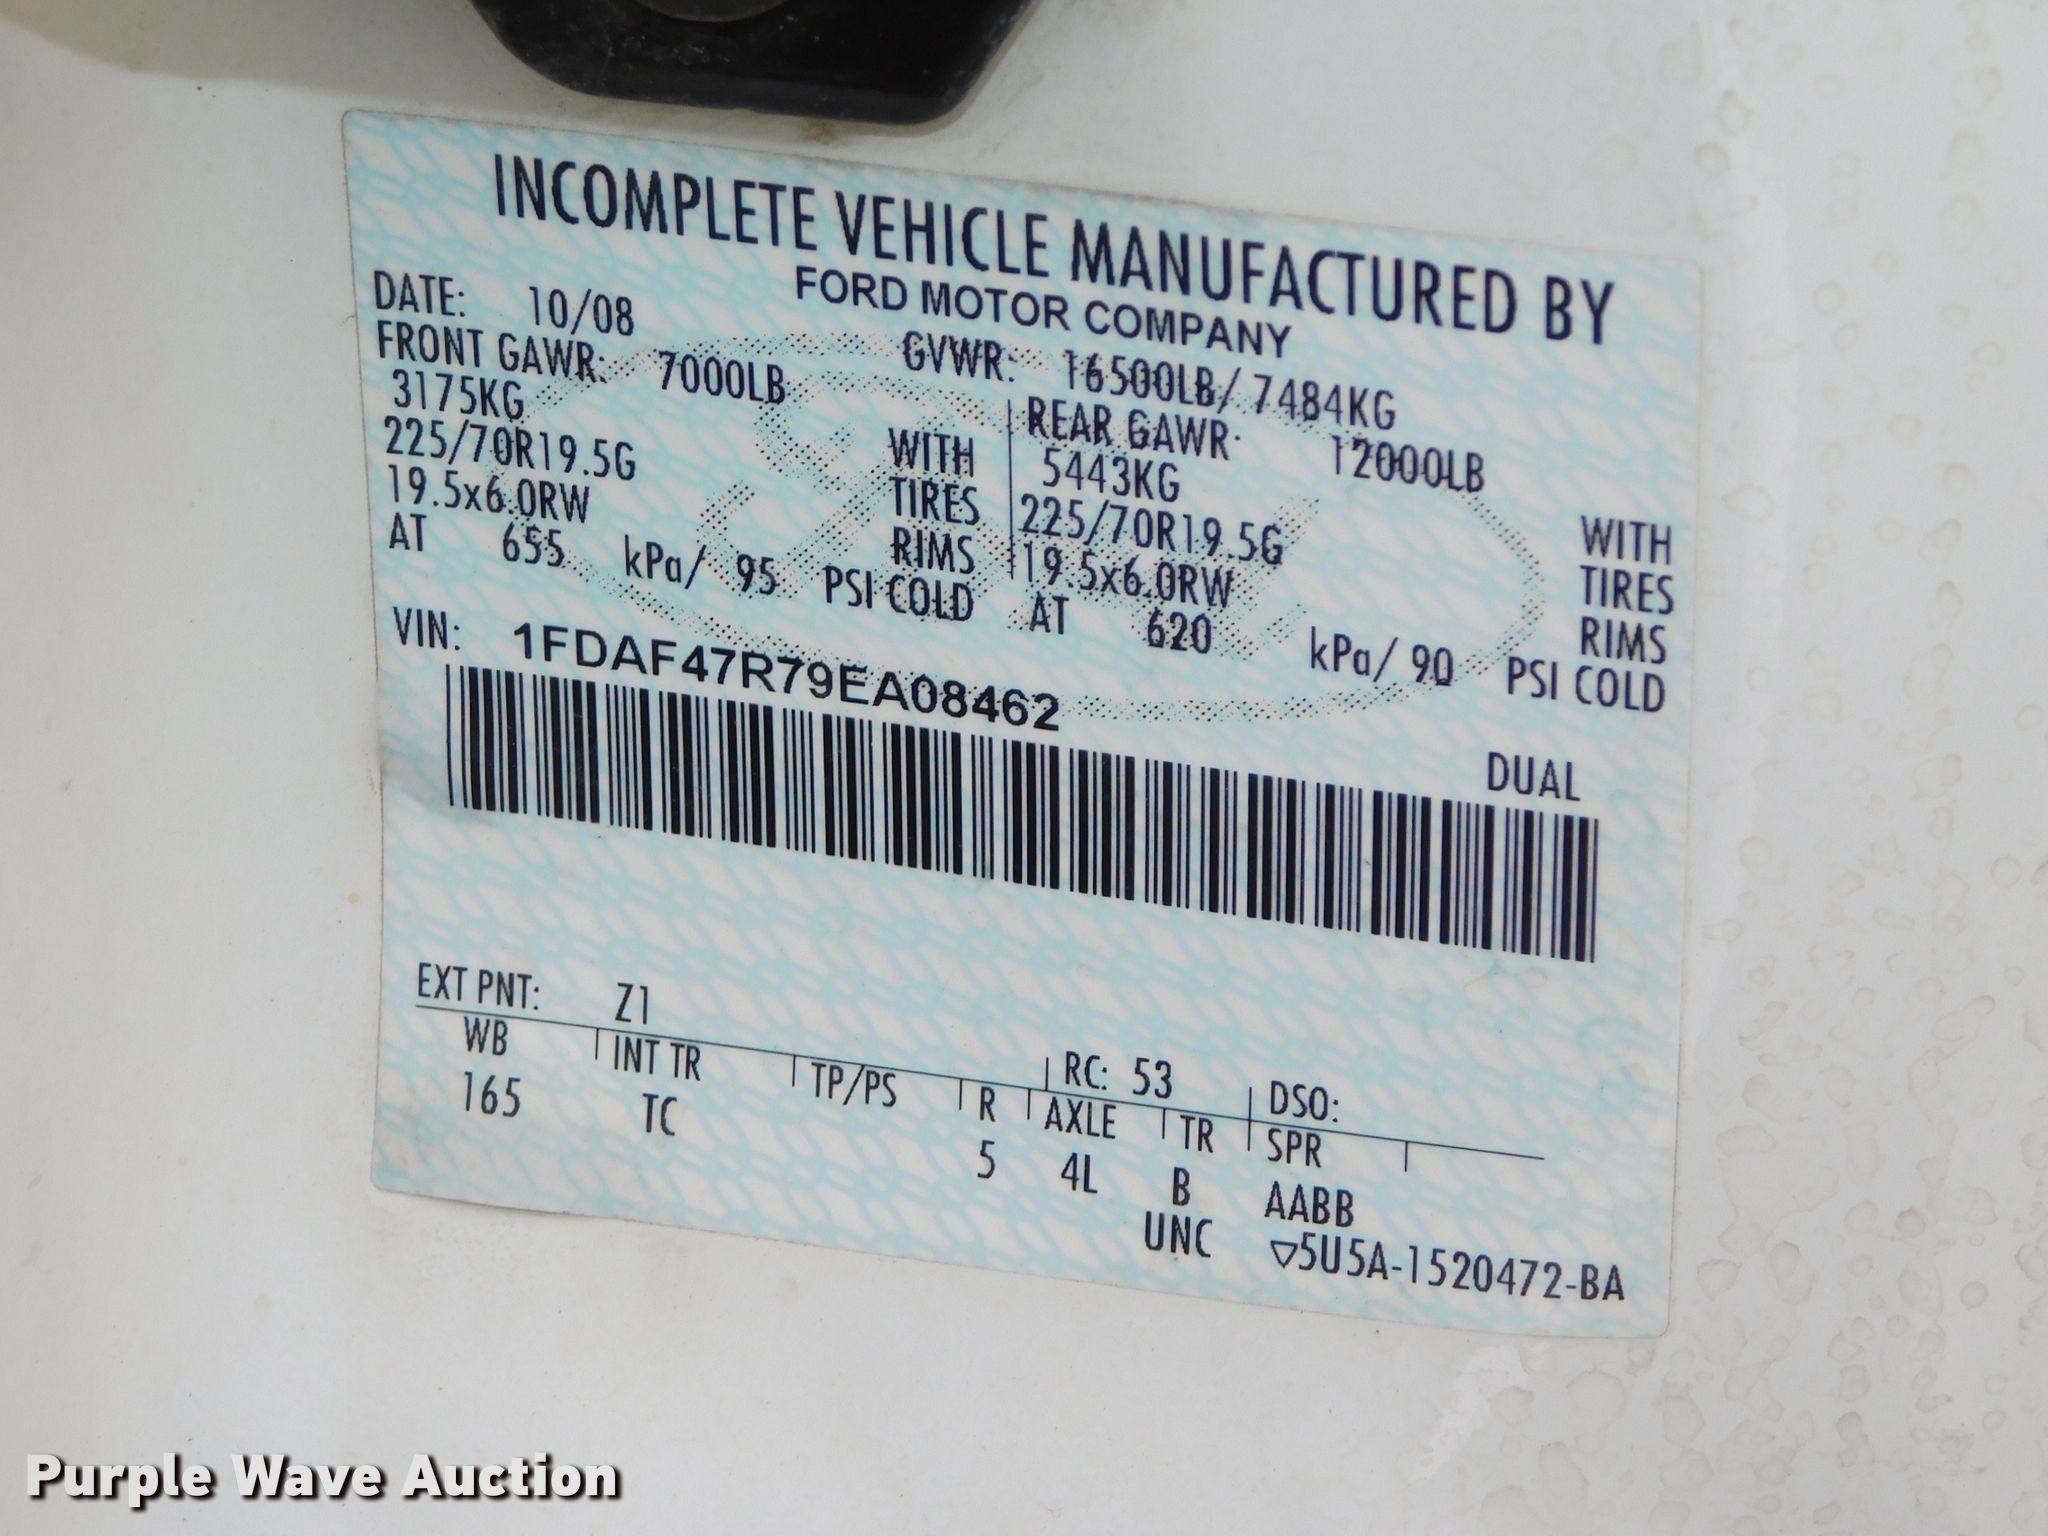 INCOMPLETE VEHICLE MANUFACTURED BY
FORD MOTOR COMPANY
DATE: 10/08 GVWR: 16500LB/ 7484KG
FRONT GAWR: 7000LB REAR GAWR: 12000LB
3175KG WITH 5443KG WITH
225/70R19.5G TIRES 225/70R19.5G TIRES
19.5x6.0RW RIMS 19.5x6.0RW RIMS
AT 655 kPa/ 95 PSI COLD AT 620 kPa/ 90 PSI COLD
VIN: 1FDAF47R79EA08462
DUAL
EXT PNT: Z1 RC: 53 DSO:
WB INT TR TP/PS R AXLE TR SPR
165 TC 5 4L B AABB
UNC ▽5U5A-1520472-BA
Purple Wave Auction